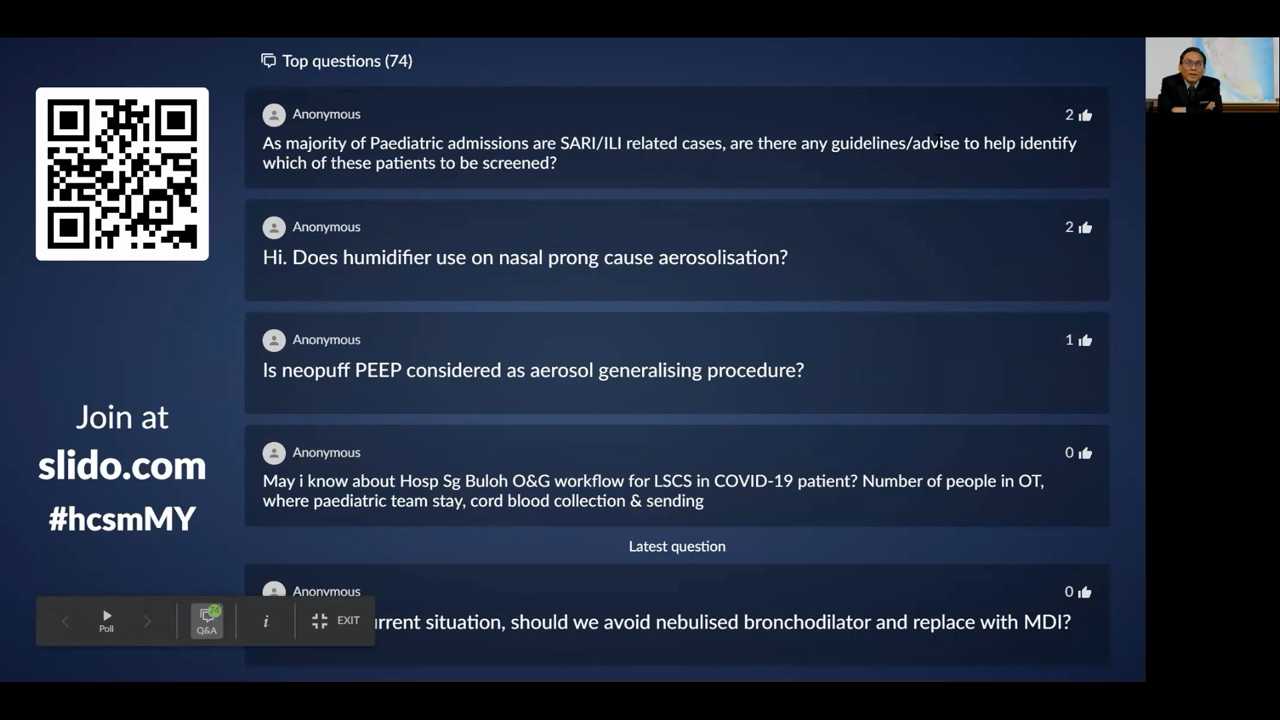 Top questions (74)
Anonymous
2
As majority of Paediatric admissions are SARI/ILI related cases, are there any guidelines/advise to help identify
which of these patients to be screened?
Anonymous
2
Hi. Does humidifier use on nasal prong cause aerosolisation?
Anonymous
1
Is neopuff PEEP considered as aerosol generalising procedure?
Anonymous
0
May i know about Hosp Sg Buloh O&G workflow for LSCS in COVID-19 patient? Number of people in OT,
where paediatric team stay, cord blood collection & sending
Latest question
Anonymous
0
situation, should we avoid nebulised bronchodilator and replace with MDI?
Join at
slido.com
#hcsmMY
Poll
74
Q&A
i
EXIT